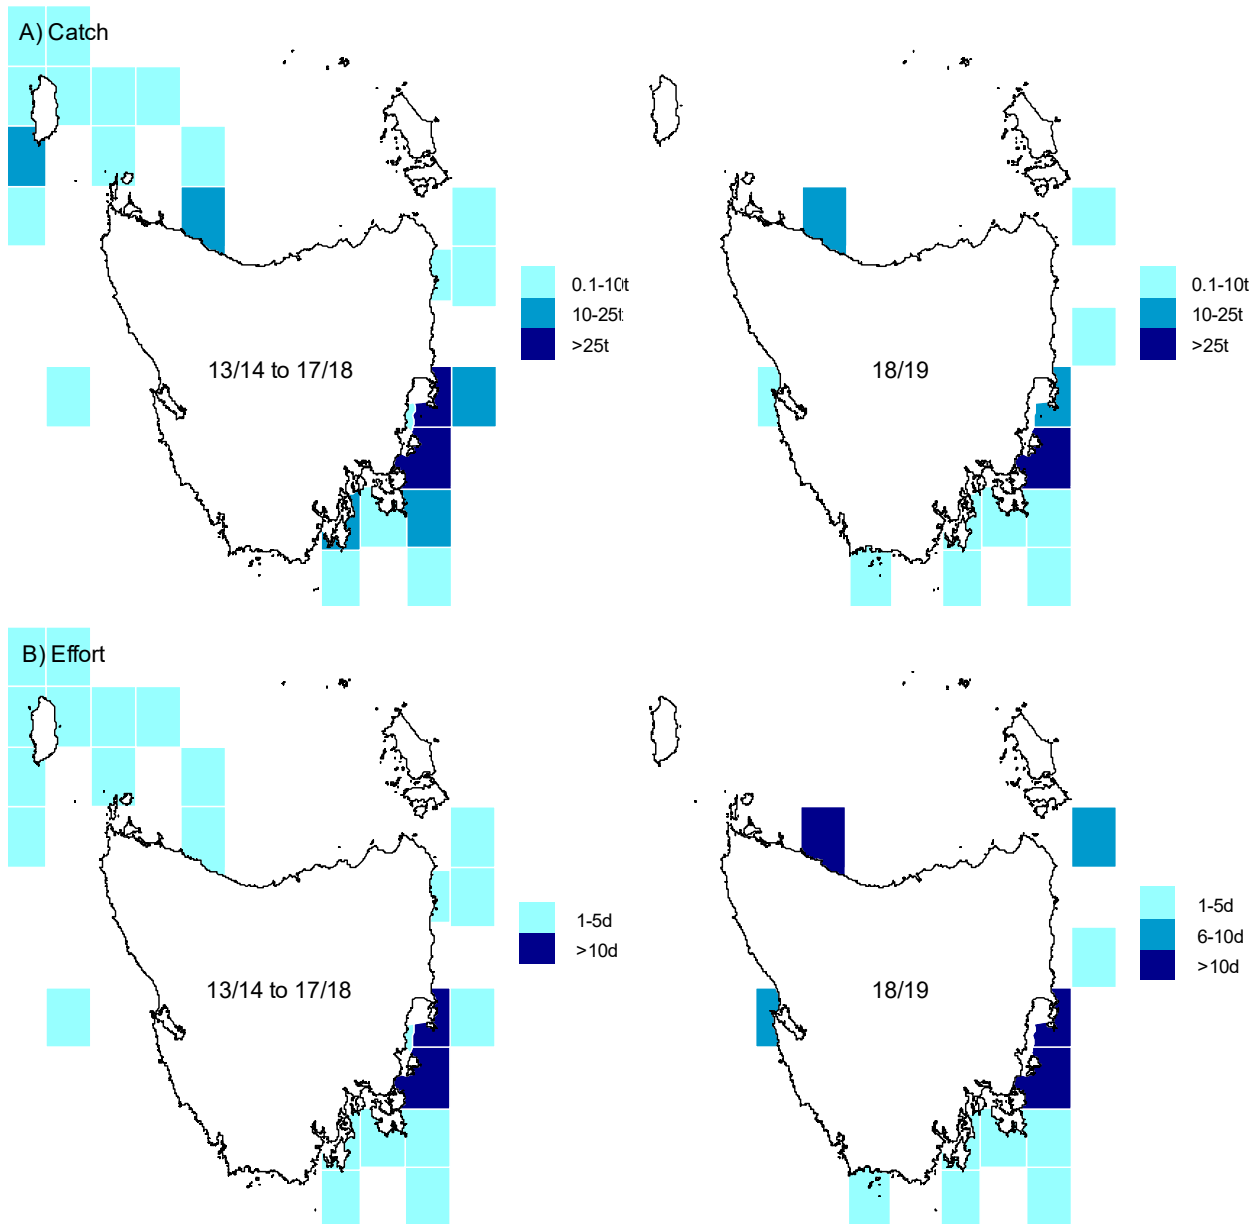 A) Catch
0.1-10t
10-25t
>25t
13/14 to 17/18
0.1-10t
10-25t
>25t
18/19
B) Effort
1-5d
>10d
13/14 to 17/18
1-5d
6-10d
>10d
18/19